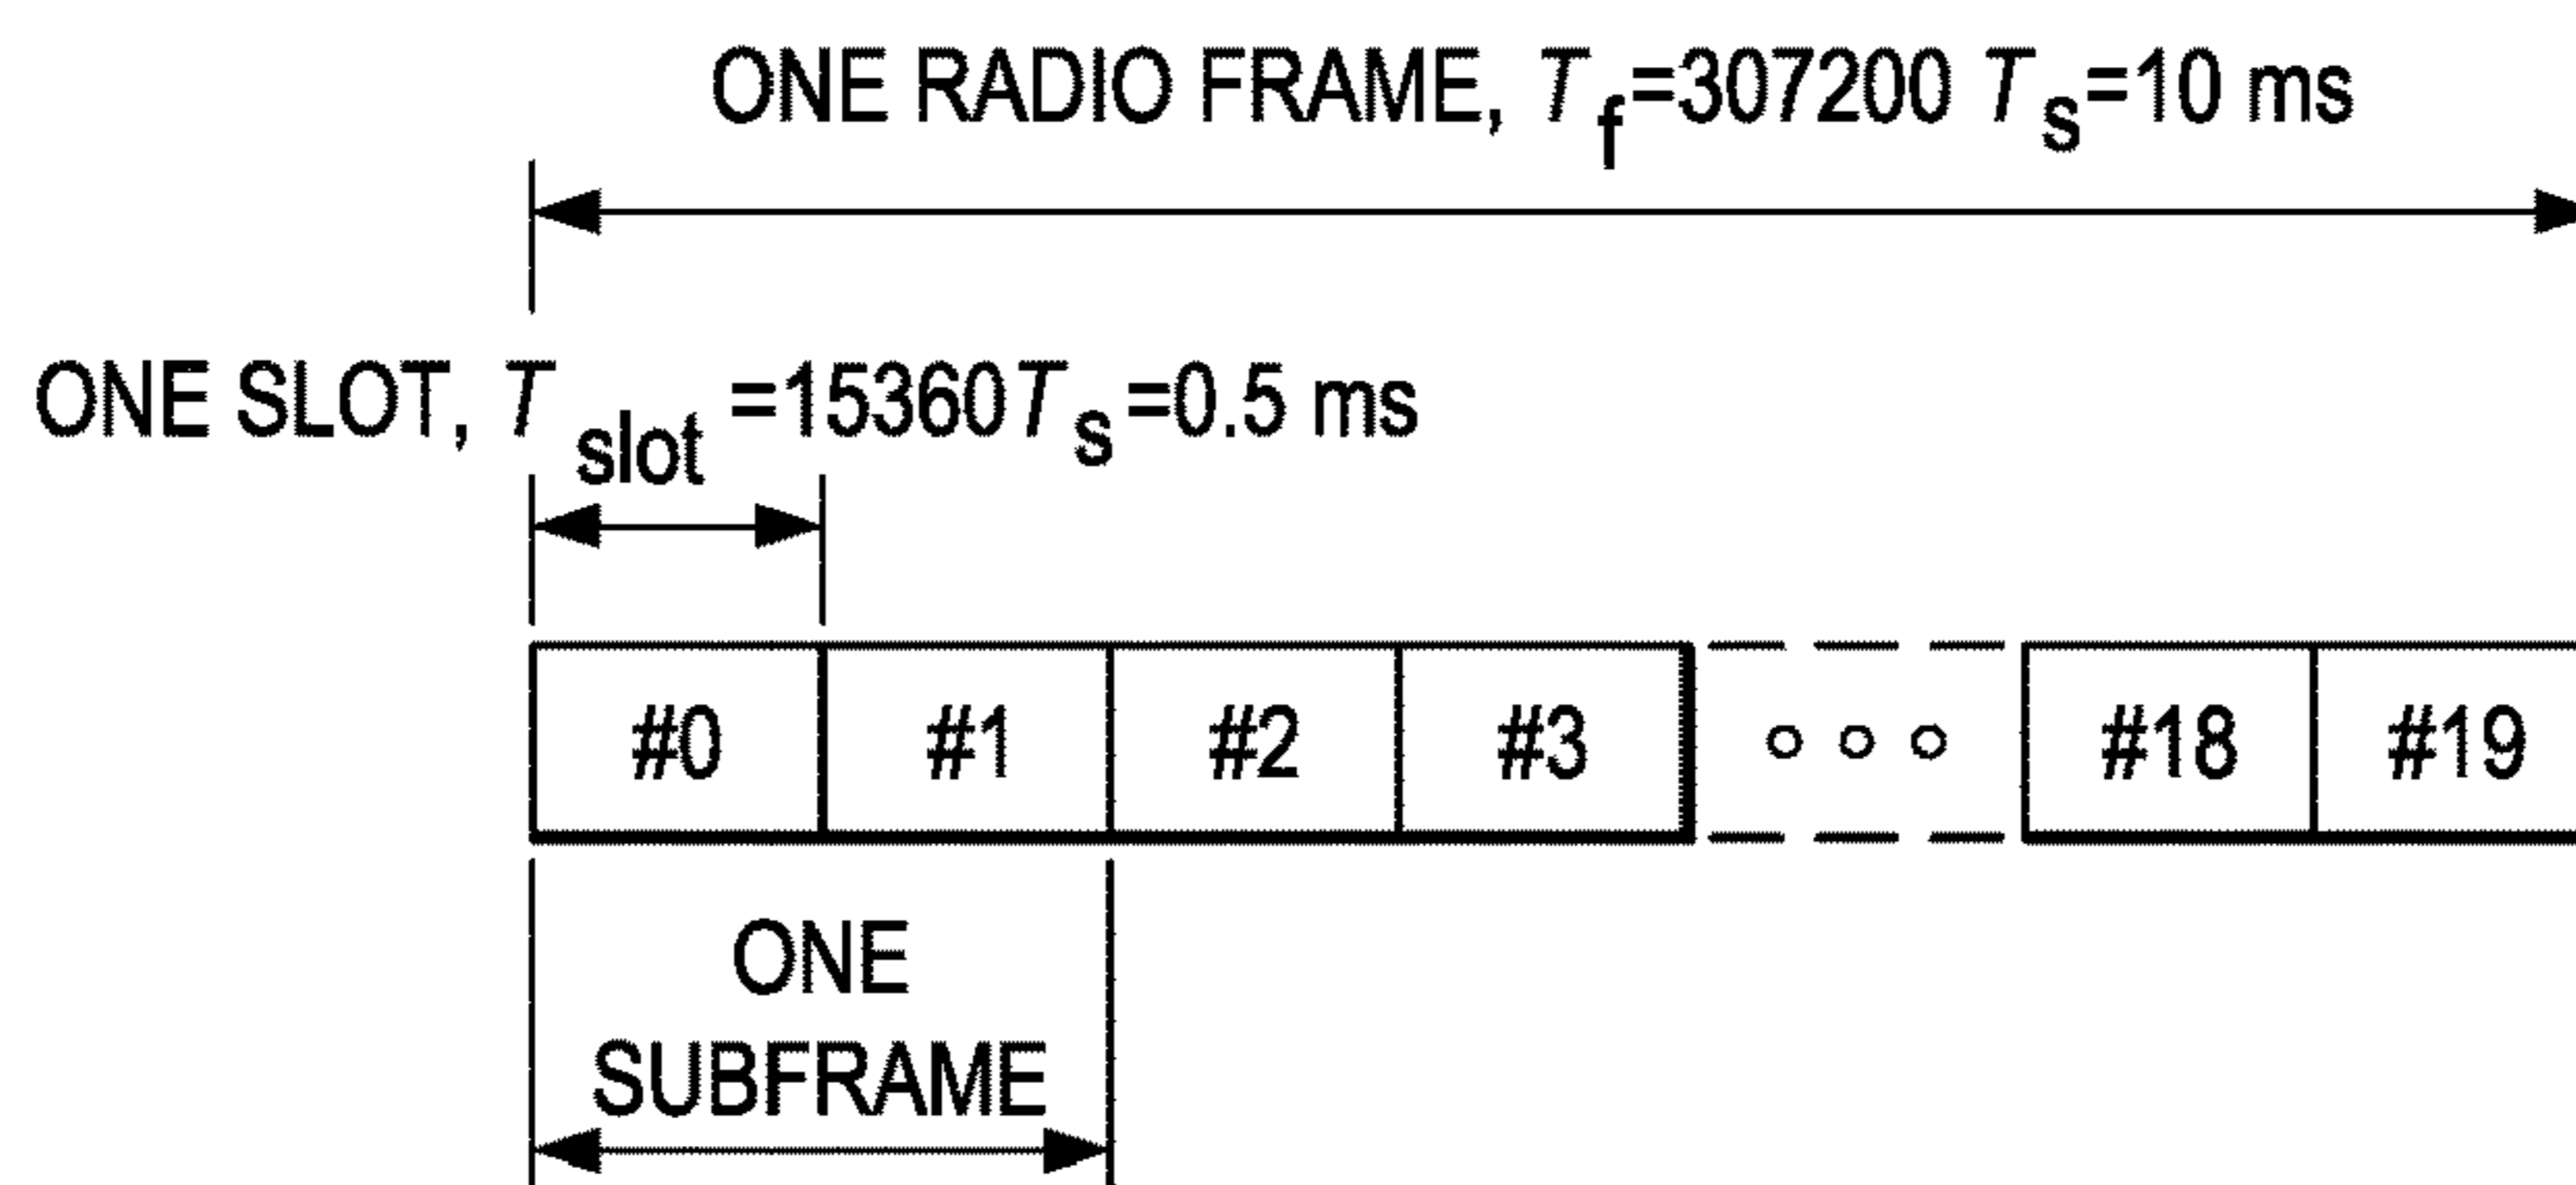 ONE RADIO FRAME, Tf=307200 Ts=10 ms
ONE SLOT, Tslot=15360Ts=0.5 ms
#0 #1 #2 #3 #18 #19
ONE
SUBFRAME